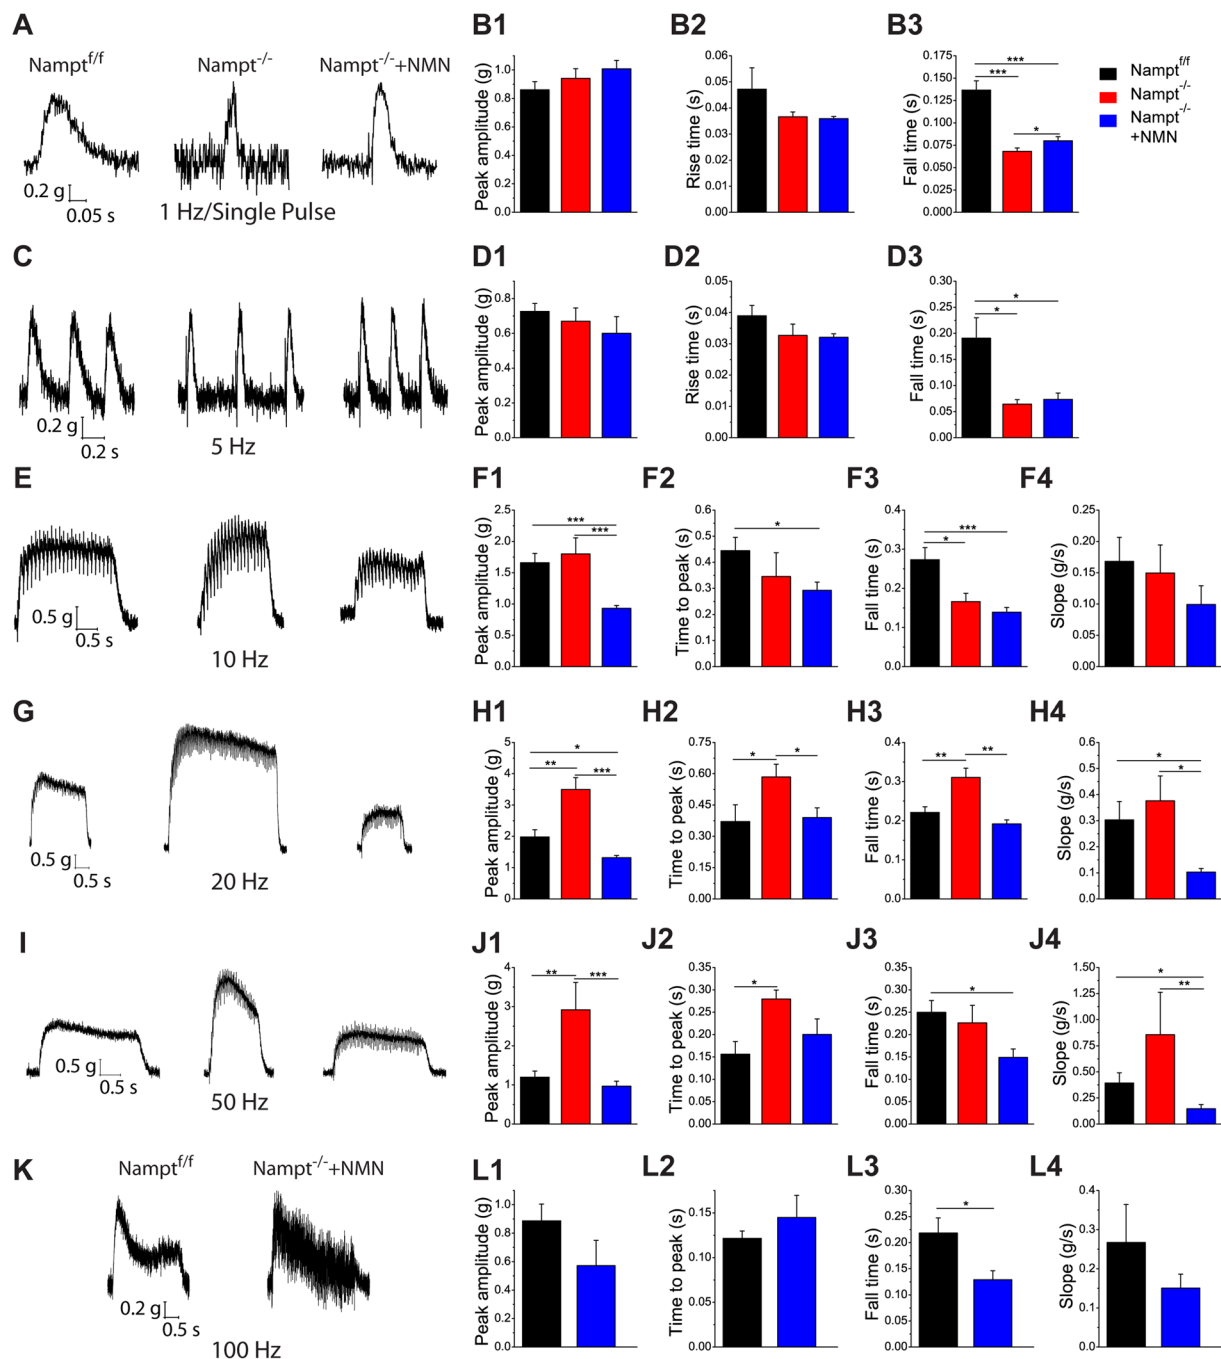 A
Nampt^f/f
Nampt^-/-
Nampt^-/-+NMN
0.2 g
0.05 s
1 Hz/Single Pulse
B1
Peak amplitude (g)
1.0
0.8
0.6
0.4
0.2
0.0
B2
Rise time (s)
0.06
0.05
0.04
0.03
0.02
0.01
0.00
B3
Fall time (s)
0.175
0.150
0.125
0.100
0.075
0.050
0.025
0.000
***
***
*
Nampt^f/f
Nampt^-/-
Nampt^-/-
+NMN
C
0.2 g
0.2 s
5 Hz
D1
Peak amplitude (g)
0.8
0.6
0.4
0.2
0.0
D2
Rise time (s)
0.05
0.04
0.03
0.02
0.01
0.00
D3
Fall time (s)
0.30
0.25
0.20
0.15
0.10
0.05
0.00
*
*
E
0.5 g
0.5 s
10 Hz
F1
Peak amplitude (g)
2.5
2.0
1.5
1.0
0.5
0.0
***
***
F2
Time to peak (s)
0.6
0.5
0.4
0.3
0.2
0.1
0.0
*
F3
Fall time (s)
0.4
0.3
0.2
0.1
0.0
***
*
F4
Slope (g/s)
0.25
0.20
0.15
0.10
0.05
0.00
G
0.5 g
0.5 s
20 Hz
H1
Peak amplitude (g)
5
4
3
2
1
0
*
**
***
H2
Time to peak (s)
0.75
0.60
0.45
0.30
0.15
0.00
*
*
H3
Fall time (s)
0.4
0.3
0.2
0.1
0.0
**
**
H4
Slope (g/s)
0.6
0.5
0.4
0.3
0.2
0.1
0.0
*
*
I
0.5 g
0.5 s
50 Hz
J1
Peak amplitude (g)
4
3
2
1
0
**
***
J2
Time to peak (s)
0.35
0.30
0.25
0.20
0.15
0.10
0.05
0.00
*
J3
Fall time (s)
0.35
0.30
0.25
0.20
0.15
0.10
0.05
0.00
*
J4
Slope (g/s)
1.50
1.25
1.00
0.75
0.50
0.25
0.00
*
**
K
Nampt^f/f
Nampt^-/-+NMN
0.2 g
0.5 s
100 Hz
L1
Peak amplitude (g)
1.0
0.8
0.6
0.4
0.2
0.0
L2
Time to peak (s)
0.15
0.10
0.05
0.00
L3
Fall time (s)
0.30
0.25
0.20
0.15
0.10
0.05
0.00
*
L4
Slope (g/s)
0.4
0.3
0.2
0.1
0.0